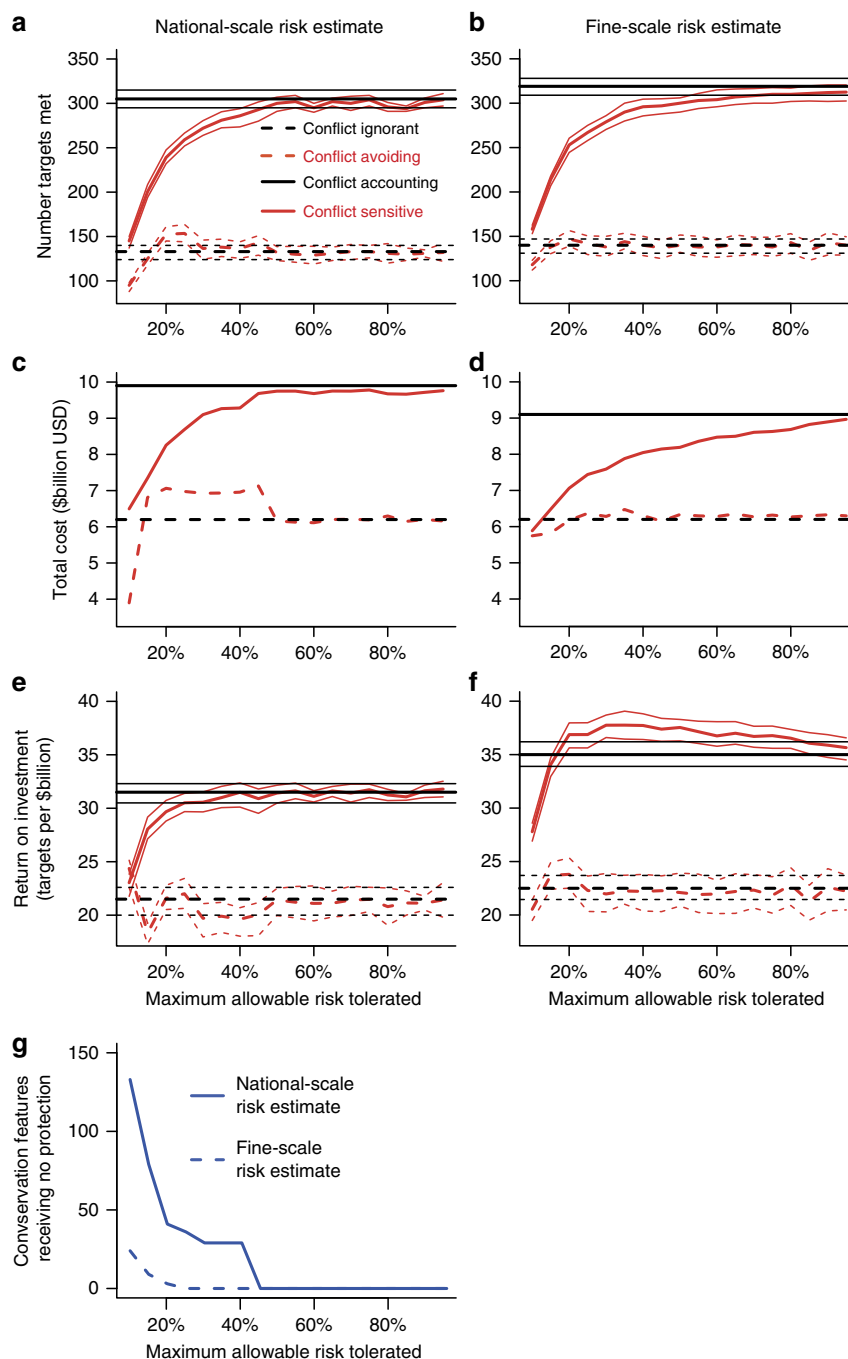 a
National-scale risk estimate
b
Fine-scale risk estimate
Number targets met
350
300
250
200
150
100
Conflict ignorant
Conflict avoiding
Conflict accounting
Conflict sensitive
20%
40%
60%
80%
350
300
250
200
150
100
20%
40%
60%
80%
c
Total cost ($billion USD)
10
9
8
7
6
5
4
20%
40%
60%
80%
d
10
9
8
7
6
5
4
20%
40%
60%
80%
e
Return on investment
(targets per $billion)
40
35
30
25
20
20%
40%
60%
80%
Maximum allowable risk tolerated
f
40
35
30
25
20
20%
40%
60%
80%
Maximum allowable risk tolerated
g
Convservation features
receiving no protection
150
100
50
0
National-scale
risk estimate
Fine-scale
risk estimate
20%
40%
60%
80%
Maximum allowable risk tolerated